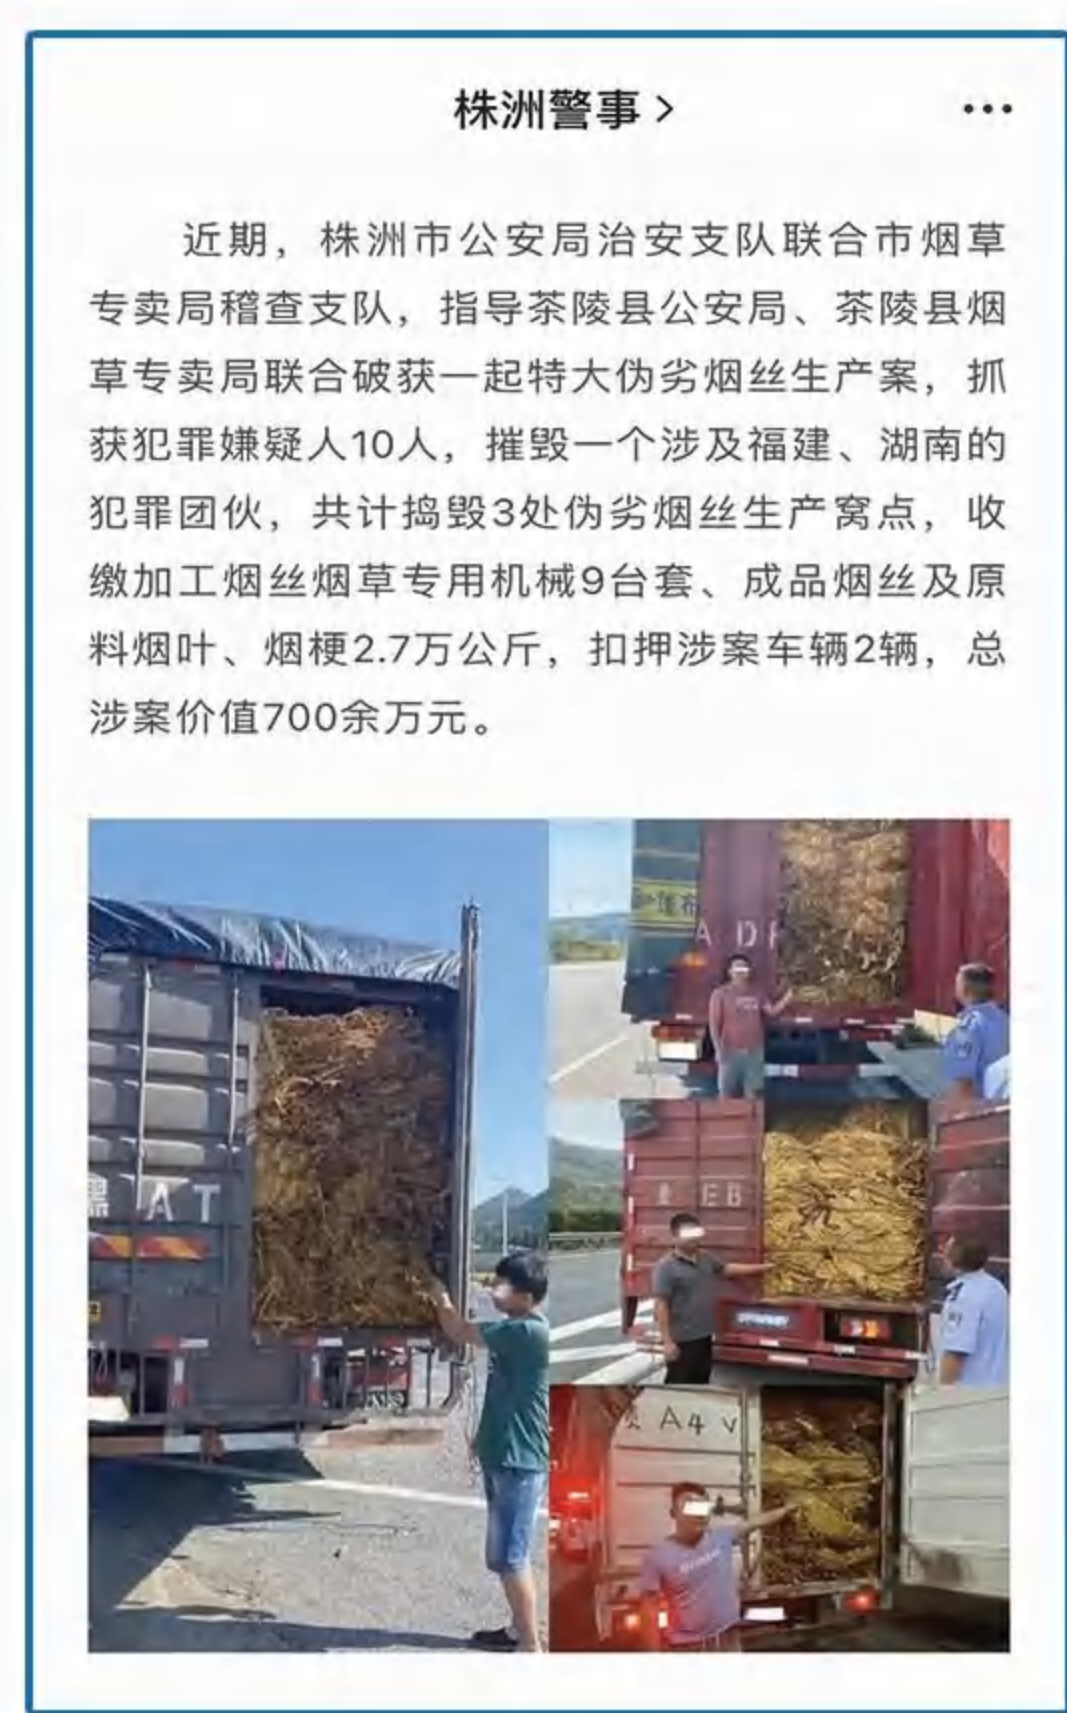 株洲警事 >
近期，株洲市公安局治安支队联合市烟草
专卖局稽查支队，指导茶陵县公安局、茶陵县烟
草专卖局联合破获一起特大伪劣烟丝生产案，抓
获犯罪嫌疑人10人，摧毁一个涉及福建、湖南的
犯罪团伙，共计捣毁3处伪劣烟丝生产窝点，收
缴加工烟丝烟草专用机械9台套、成品烟丝及原
料烟叶、烟梗2.7万公斤，扣押涉案车辆2辆，总
涉案价值700余万元。
A D
黑 A T
EB
A4 V